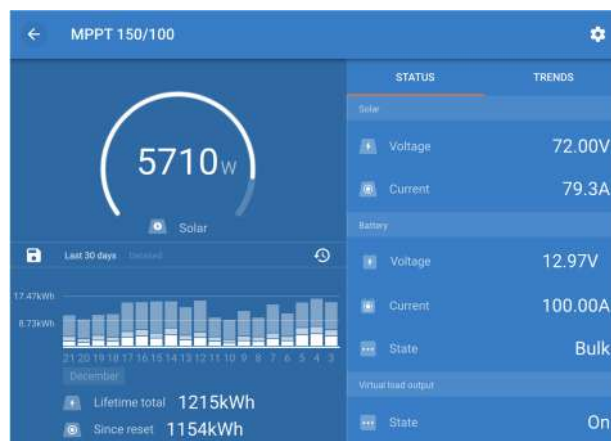 MPPT 150/100
5710W
Solar
Last 30 days Detailed
17.47kWh
8.73kWh
21 20 19 18 17 16 15 14 13 12 11 10 9 8 7 6 5 4 3
December
Lifetime total 1215kWh
Since reset 1154kWh
STATUS TRENDS
Solar
Voltage 72.00V
Current 79.3A
Battery
Voltage 12.97V
Current 100.00A
State Bulk
Virtual load output
State On